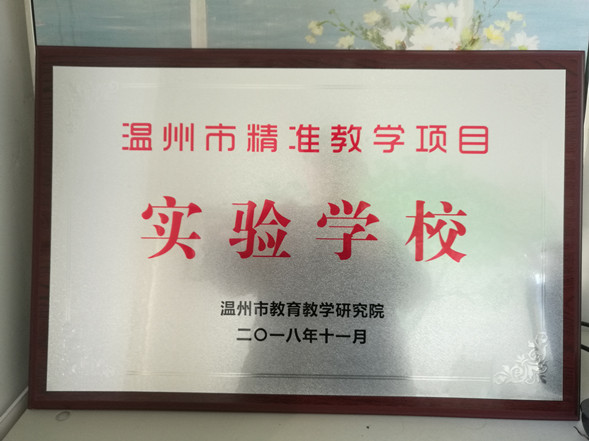 温州市精准教学项目
实验学校
温州市教育教学研究院
二〇一八年十一月